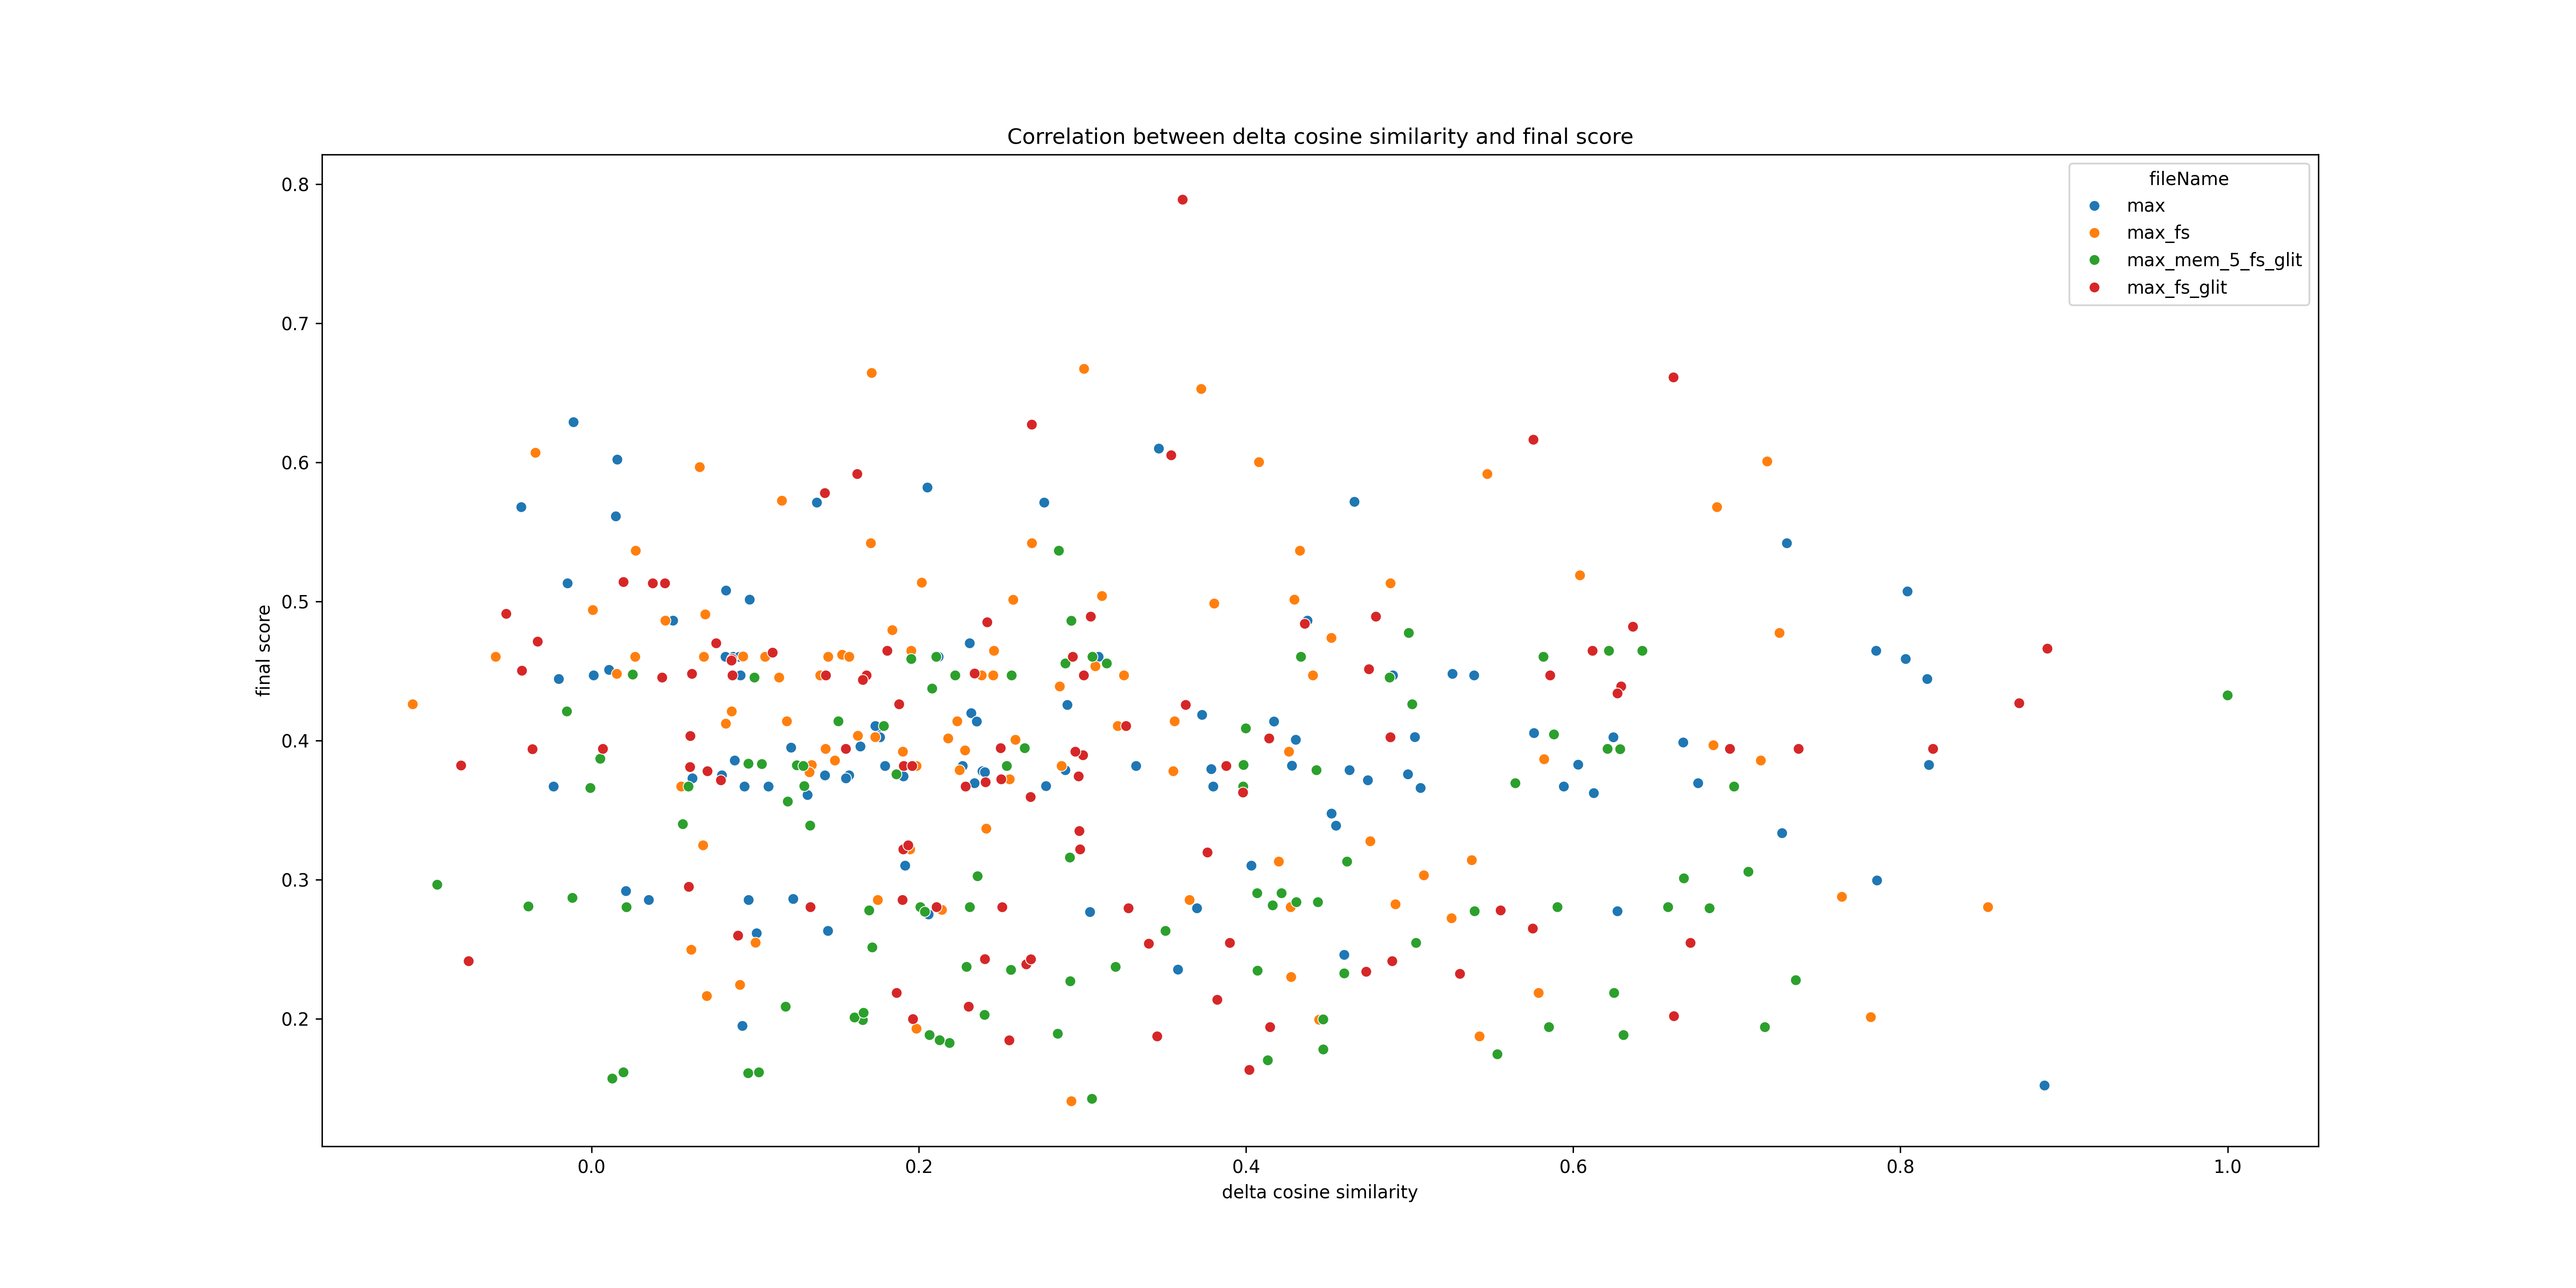 Correlation between delta cosine similarity and final score
fileName
max
max_fs
max_mem_5_fs_glit
max_fs_glit
0.8
0.7
0.6
0.5
0.4
0.3
0.2
final score
0.0 0.2 0.4 0.6 0.8 1.0
delta cosine similarity